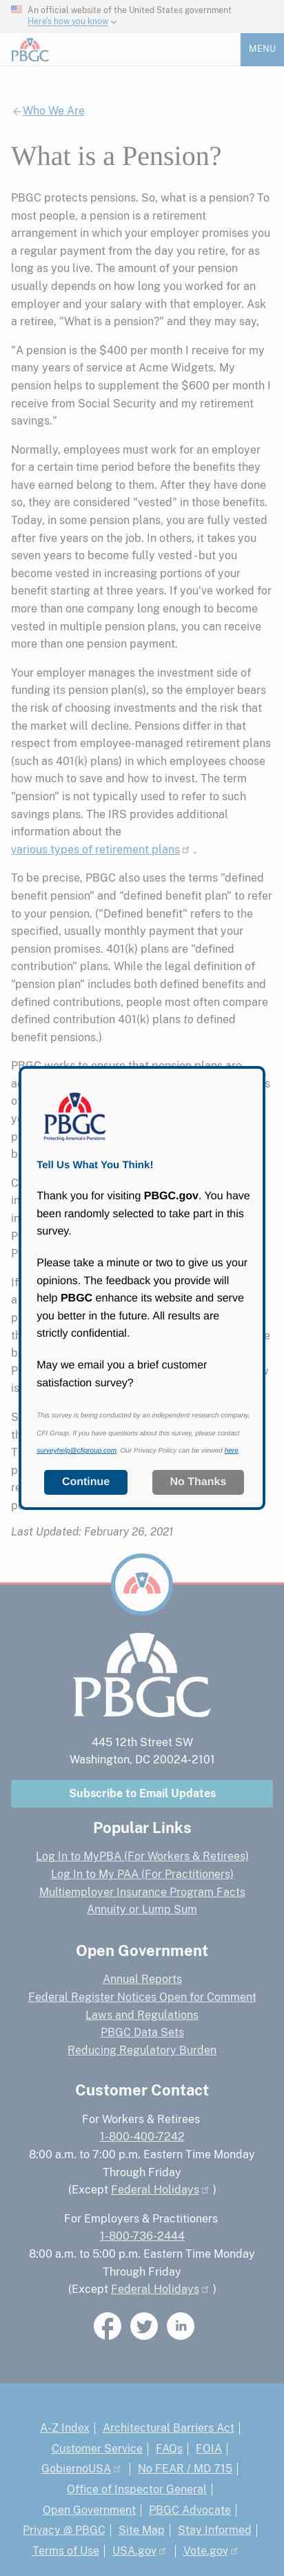 An official website of the United States government
Here's how you know
PBGC
MENU
Who We Are
What is a Pension?
PBGC protects pensions. So, what is a pension? To
most people, a pension is a retirement
arrangement in which your employer promises you
a regular payment from the day you retire, for as
long as you live. The amount of your pension
usually depends on how long you worked for an
employer and your salary with that employer. Ask
a retiree, "What is a pension?" and they may say,
"A pension is the $400 per month I receive for my
many years of service at Acme Widgets. My
pension helps to supplement the $600 per month I
receive from Social Security and my retirement
savings."
Normally, employees must work for an employer
for a certain time period before the benefits they
have earned belong to them. After they have done
so, they are considered "vested" in those benefits.
Today, in some pension plans, you are fully vested
after five years on the job. In others, it takes you
seven years to become fully vested - but you
become entitled to increasing portions of your
benefit starting at three years. If you've worked for
more than one company long enough to become
vested in multiple pension plans, you can receive
more than one pension payment.
Your employer manages the investment side of
funding its pension plan(s), so the employer bears
the risk of choosing investments and the risk that
the market will decline. Pensions differ in that
respect from employee-managed retirement plans
(such as 401(k) plans) in which employees choose
how much to save and how to invest. The term
"pension" is not typically used to refer to such
savings plans. The IRS provides additional
information about the
various types of retirement plans .
To be precise, PBGC also uses the terms "defined
benefit pension" and "defined benefit plan" to refer
to your pension. ("Defined benefit" refers to the
specified, usually monthly payment that your
pension promises. 401(k) plans are "defined
contribution" plans. While the legal definition of
"pension plan" includes both defined benefits and
defined contributions, people most often compare
defined contribution 401(k) plans to defined
benefit pensions.)
PBGC works to ensure that pension plans are
PBGC
Protecting America's Pensions
Tell Us What You Think!
Thank you for visiting PBGC.gov. You have
been randomly selected to take part in this
survey.
Please take a minute or two to give us your
opinions. The feedback you provide will
help PBGC enhance its website and serve
you better in the future. All results are
strictly confidential.
May we email you a brief customer
satisfaction survey?
This survey is being conducted by an independent research company,
CFI Group. If you have questions about this survey, please contact
surveyhelp@cfigroup.com. Our Privacy Policy can be viewed here.
Continue
No Thanks
Last Updated: February 26, 2021
PBGC
445 12th Street SW
Washington, DC 20024-2101
Subscribe to Email Updates
Popular Links
Log In to MyPBA (For Workers & Retirees)
Log In to My PAA (For Practitioners)
Multiemployer Insurance Program Facts
Annuity or Lump Sum
Open Government
Annual Reports
Federal Register Notices Open for Comment
Laws and Regulations
PBGC Data Sets
Reducing Regulatory Burden
Customer Contact
For Workers & Retirees
1-800-400-7242
8:00 a.m. to 7:00 p.m. Eastern Time Monday
Through Friday
(Except Federal Holidays )
For Employers & Practitioners
1-800-736-2444
8:00 a.m. to 5:00 p.m. Eastern Time Monday
Through Friday
(Except Federal Holidays )
A-Z Index | Architectural Barriers Act |
Customer Service | FAQs | FOIA |
GobiernoUSA | No FEAR / MD 715 |
Office of Inspector General |
Open Government | PBGC Advocate |
Privacy @ PBGC | Site Map | Stay Informed |
Terms of Use | USA.gov | Vote.gov